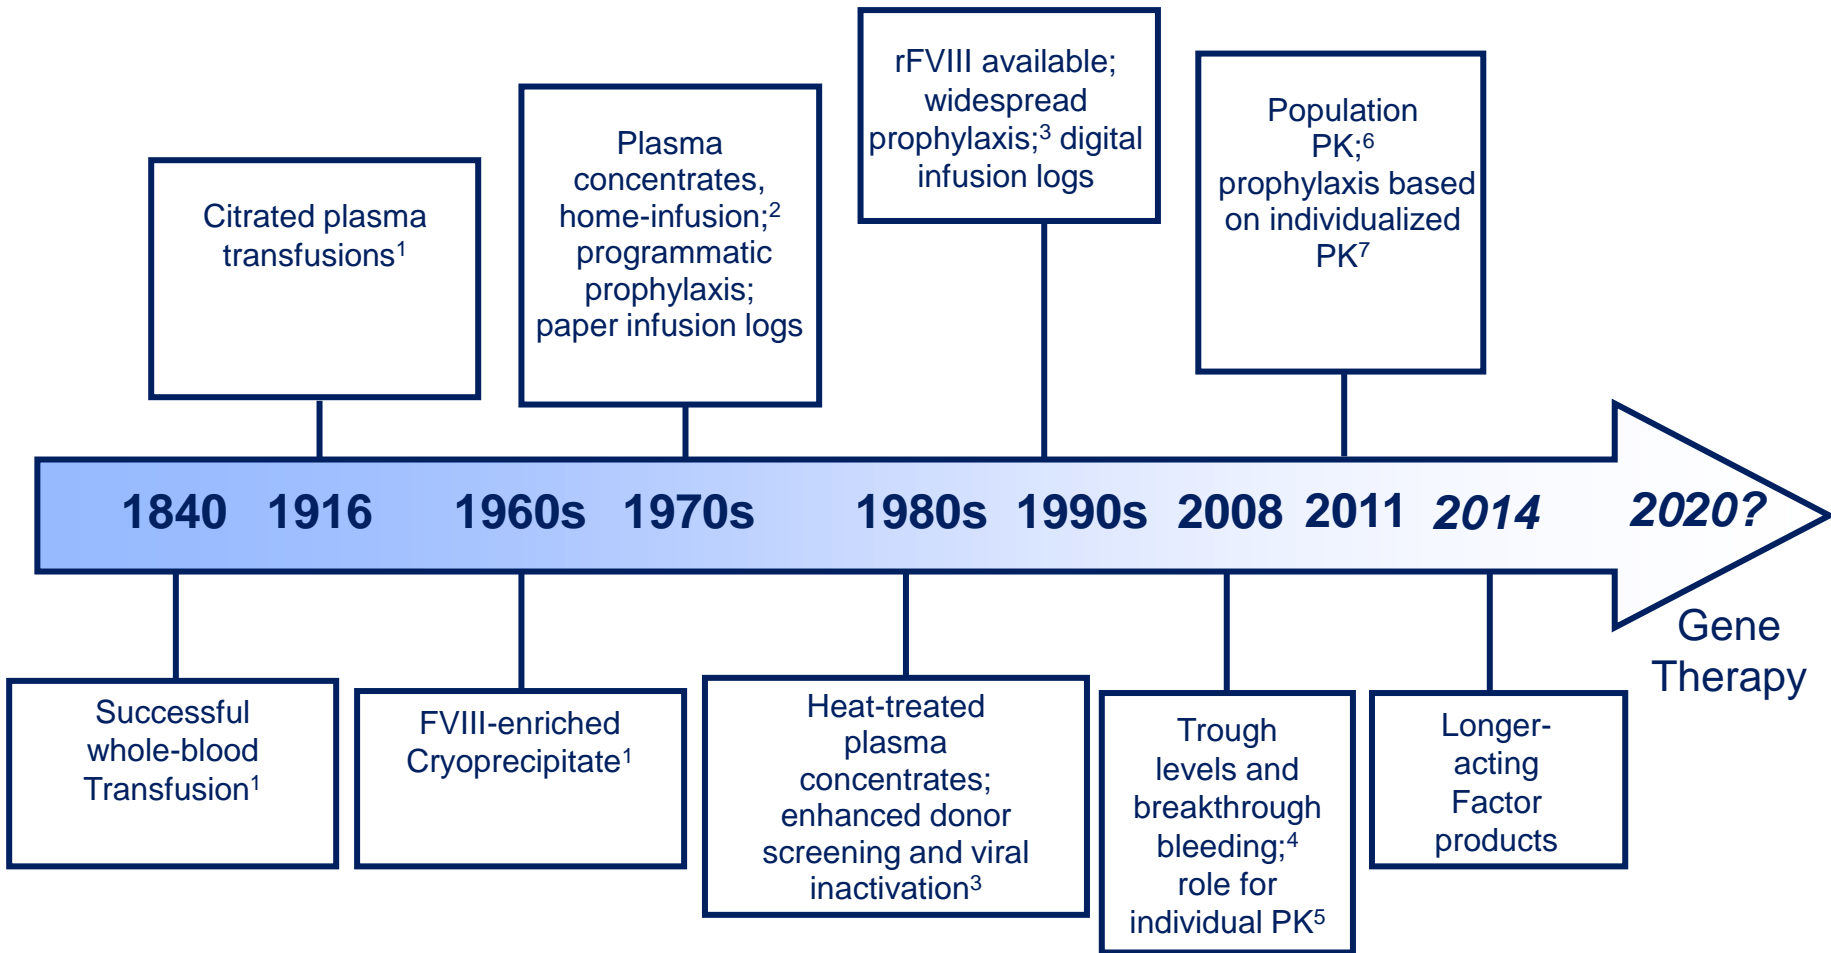 rFVIII available;
widespread
prophylaxis;³ digital
infusion logs
Population
PK;⁶
prophylaxis based
on individualized
PK⁷
Plasma
concentrates,
home-infusion;²
programmatic
prophylaxis;
paper infusion logs
Citrated plasma
transfusions¹
1840 1916 1960s 1970s 1980s 1990s 2008 2011 2014 2020?
Gene
Therapy
Successful
whole-blood
Transfusion¹
FVIII-enriched
Cryoprecipitate¹
Heat-treated
plasma
concentrates;
enhanced donor
screening and viral
inactivation³
Trough
levels and
breakthrough
bleeding;⁴
role for
individual PK⁵
Longer-
acting
Factor
products